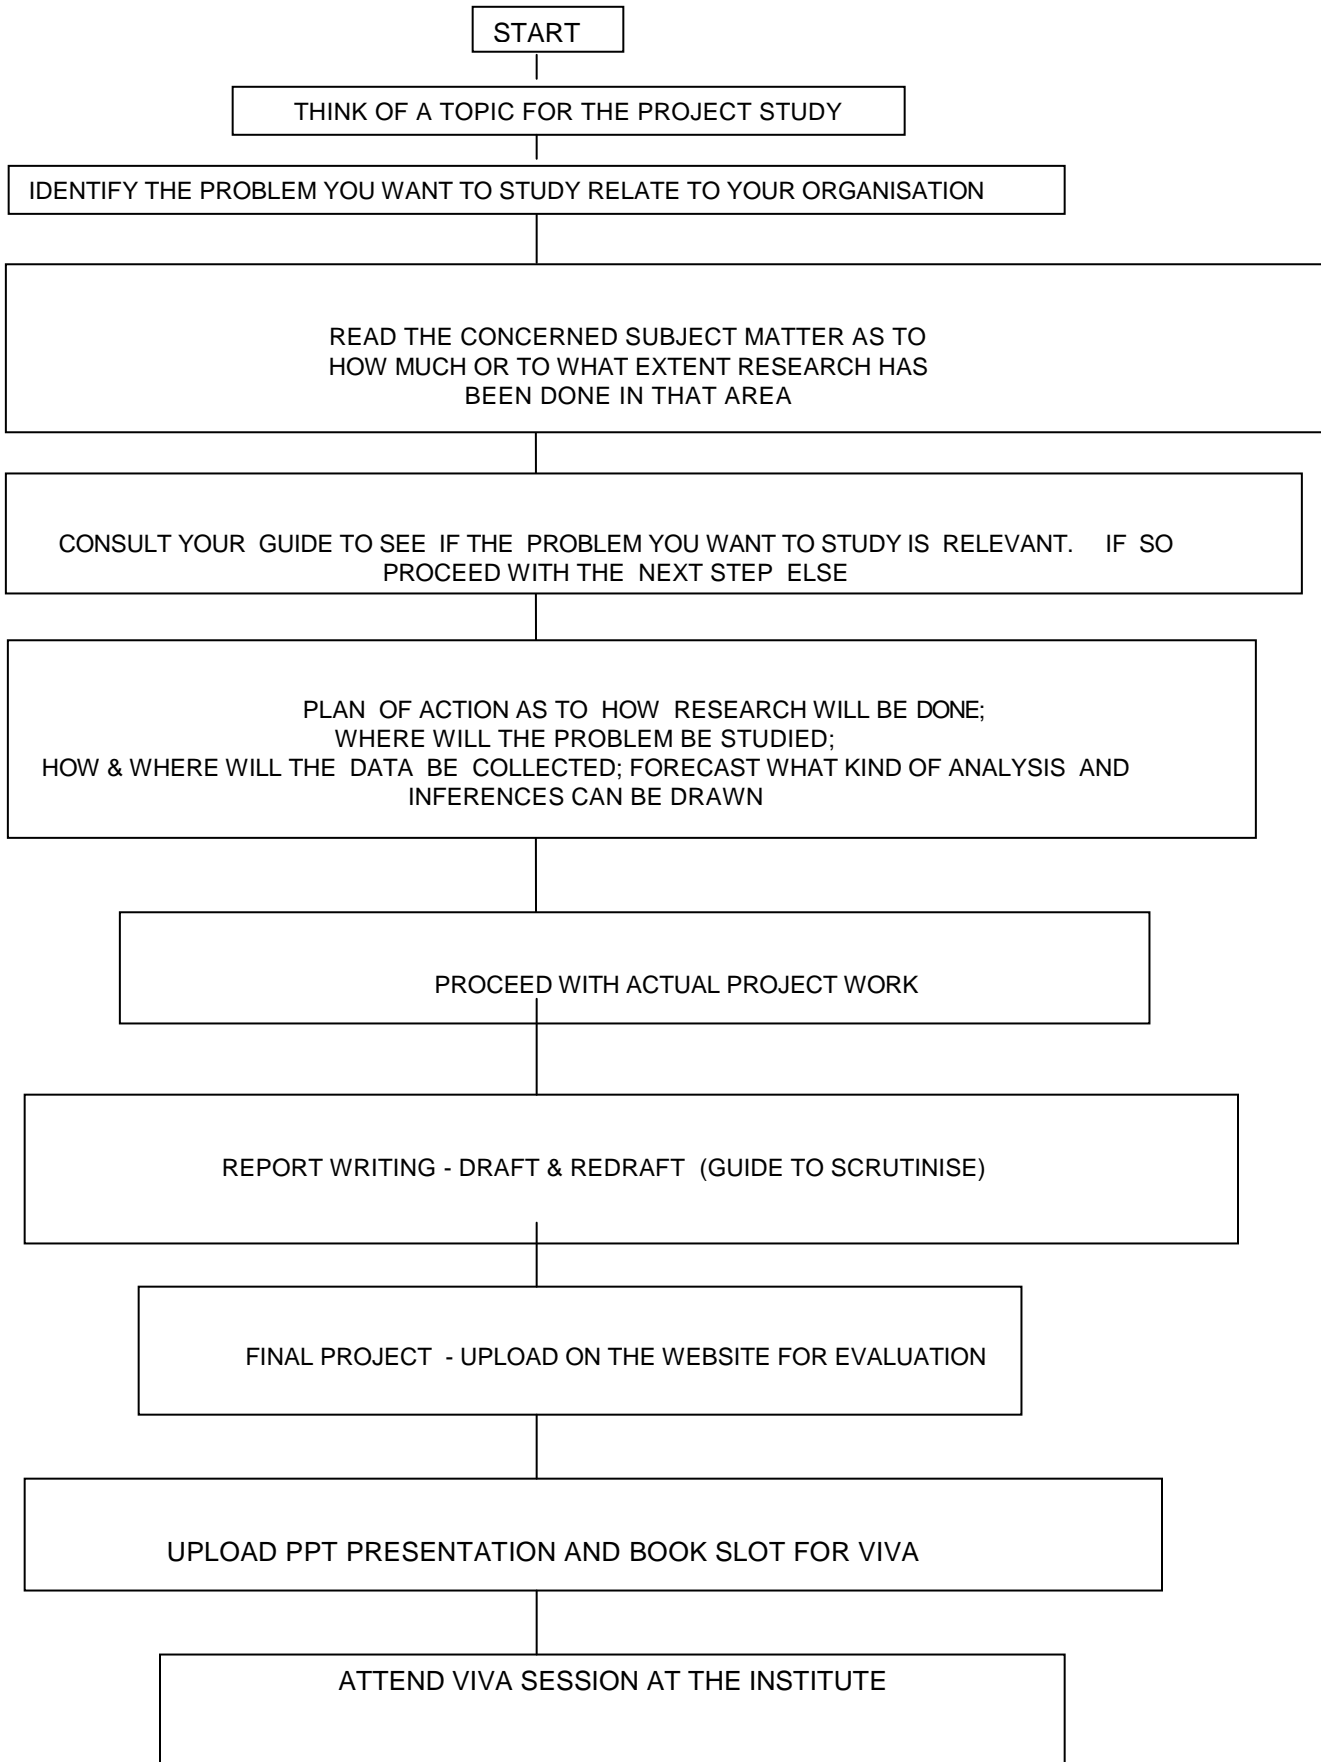 START
THINK OF A TOPIC FOR THE PROJECT STUDY
IDENTIFY THE PROBLEM YOU WANT TO STUDY RELATE TO YOUR ORGANISATION
READ THE CONCERNED SUBJECT MATTER AS TO
HOW MUCH OR TO WHAT EXTENT RESEARCH HAS
BEEN DONE IN THAT AREA
CONSULT YOUR GUIDE TO SEE IF THE PROBLEM YOU WANT TO STUDY IS RELEVANT. IF SO
PROCEED WITH THE NEXT STEP ELSE
PLAN OF ACTION AS TO HOW RESEARCH WILL BE DONE;
WHERE WILL THE PROBLEM BE STUDIED;
HOW & WHERE WILL THE DATA BE COLLECTED; FORECAST WHAT KIND OF ANALYSIS AND
INFERENCES CAN BE DRAWN
PROCEED WITH ACTUAL PROJECT WORK
REPORT WRITING - DRAFT & REDRAFT (GUIDE TO SCRUTINISE)
FINAL PROJECT - UPLOAD ON THE WEBSITE FOR EVALUATION
UPLOAD PPT PRESENTATION AND BOOK SLOT FOR VIVA
ATTEND VIVA SESSION AT THE INSTITUTE